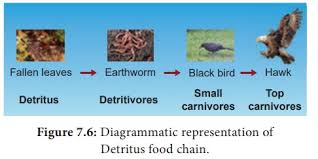 Fallen leaves → Earthworm → Black bird → Hawk
Detritus Detritivores Small carnivores Top carnivores
Figure 7.6: Diagrammatic representation of
Detritus food chain.